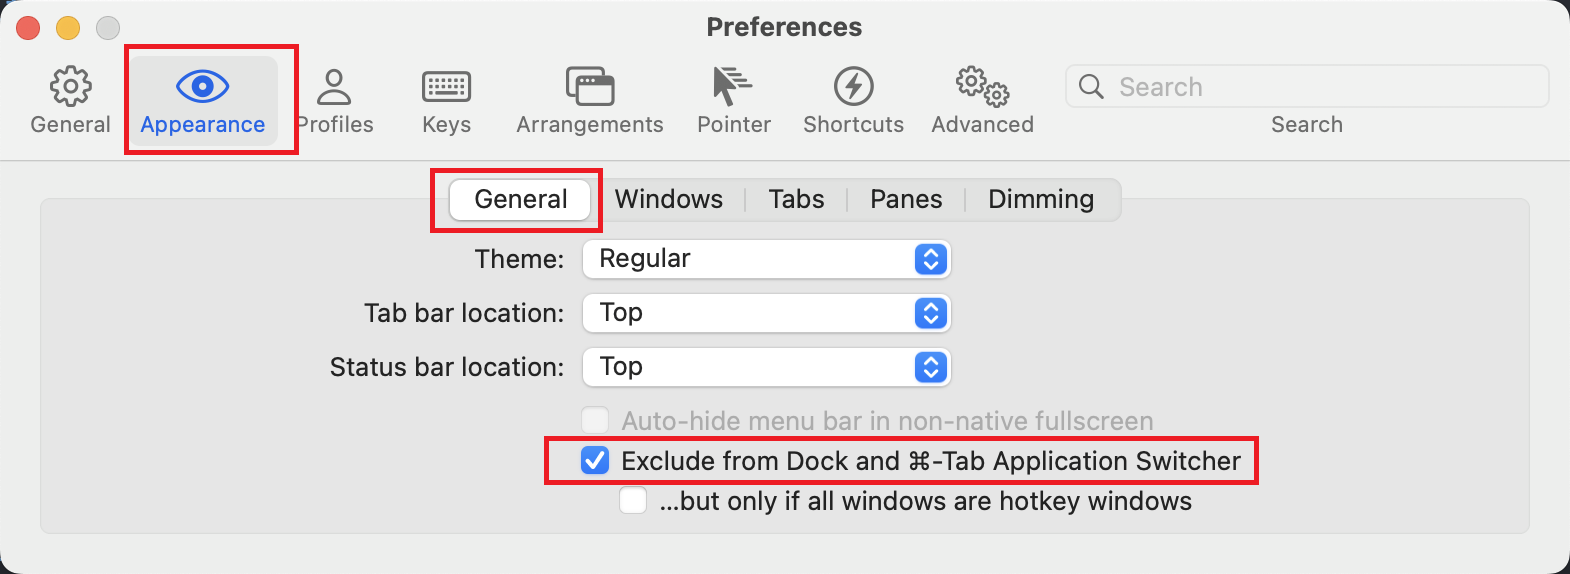 Preferences
General
Appearance
Profiles
Keys
Arrangements
Pointer
Shortcuts
Advanced
Search
Search
General
Windows
Tabs
Panes
Dimming
Theme: Regular
Tab bar location: Top
Status bar location: Top
Auto-hide menu bar in non-native fullscreen
Exclude from Dock and ⌘-Tab Application Switcher
...but only if all windows are hotkey windows